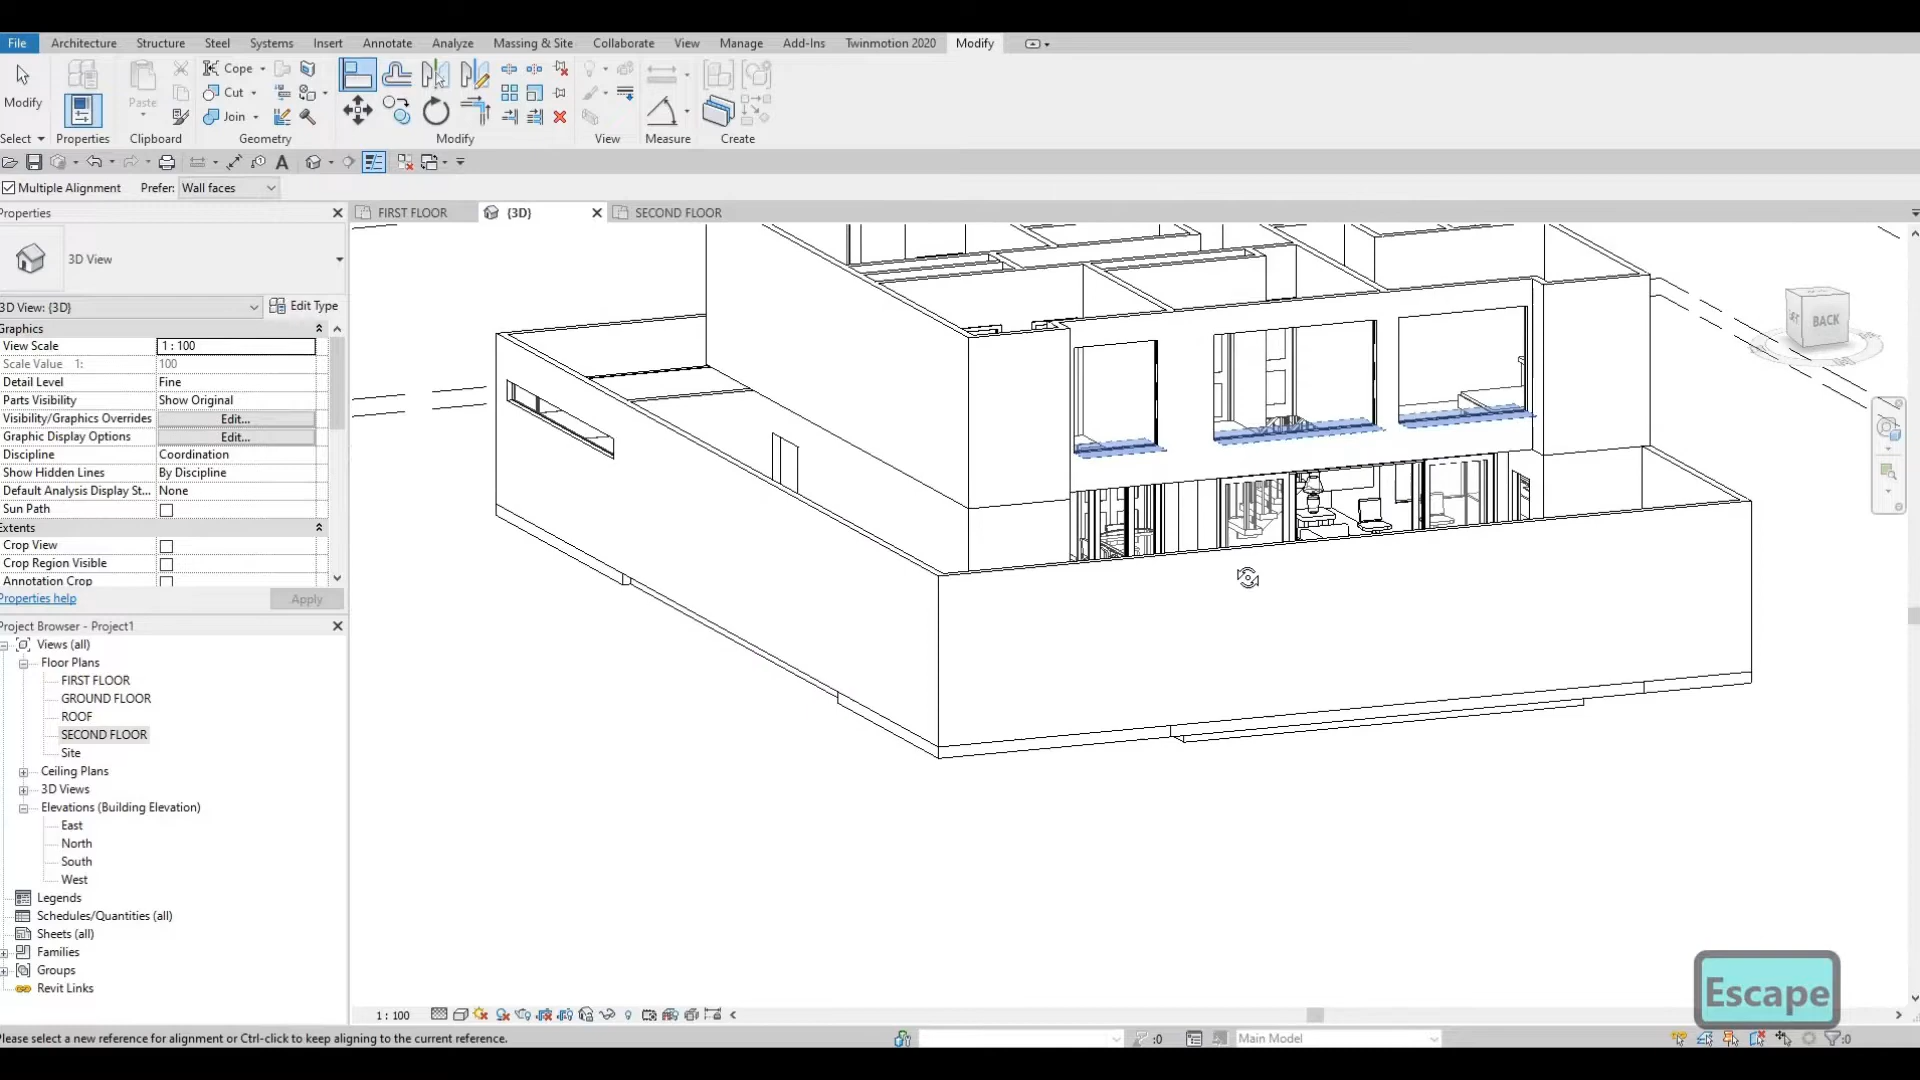 File Architecture Structure Steel Systems Insert Annotate Analyze Massing & Site Collaborate View Manage Add-Ins Twinmotion 2020 Modify
Modify Paste Cope Cut Join
Select Properties Clipboard Geometry Modify View Measure Create
Multiple Alignment Prefer: Wall faces
Properties FIRST FLOOR {3D} SECOND FLOOR
3D View
3D View: {3D} Edit Type
Graphics
View Scale 1 : 100
Scale Value 1: 100
Detail Level Fine
Parts Visibility Show Original
Visibility/Graphics Overrides Edit...
Graphic Display Options Edit...
Discipline Coordination
Show Hidden Lines By Discipline
Default Analysis Display St... None
Sun Path
Extents
Crop View
Crop Region Visible
Annotation Crop
Properties help Apply
BACK
Project Browser - Project1
Views (all)
Floor Plans
FIRST FLOOR
GROUND FLOOR
ROOF
SECOND FLOOR
Site
Ceiling Plans
3D Views
Elevations (Building Elevation)
East
North
South
West
Legends
Schedules/Quantities (all)
Sheets (all)
Families
Groups
Revit Links
Escape
1 : 100
Please select a new reference for alignment or Ctrl-click to keep aligning to the current reference. :0 Main Model :0